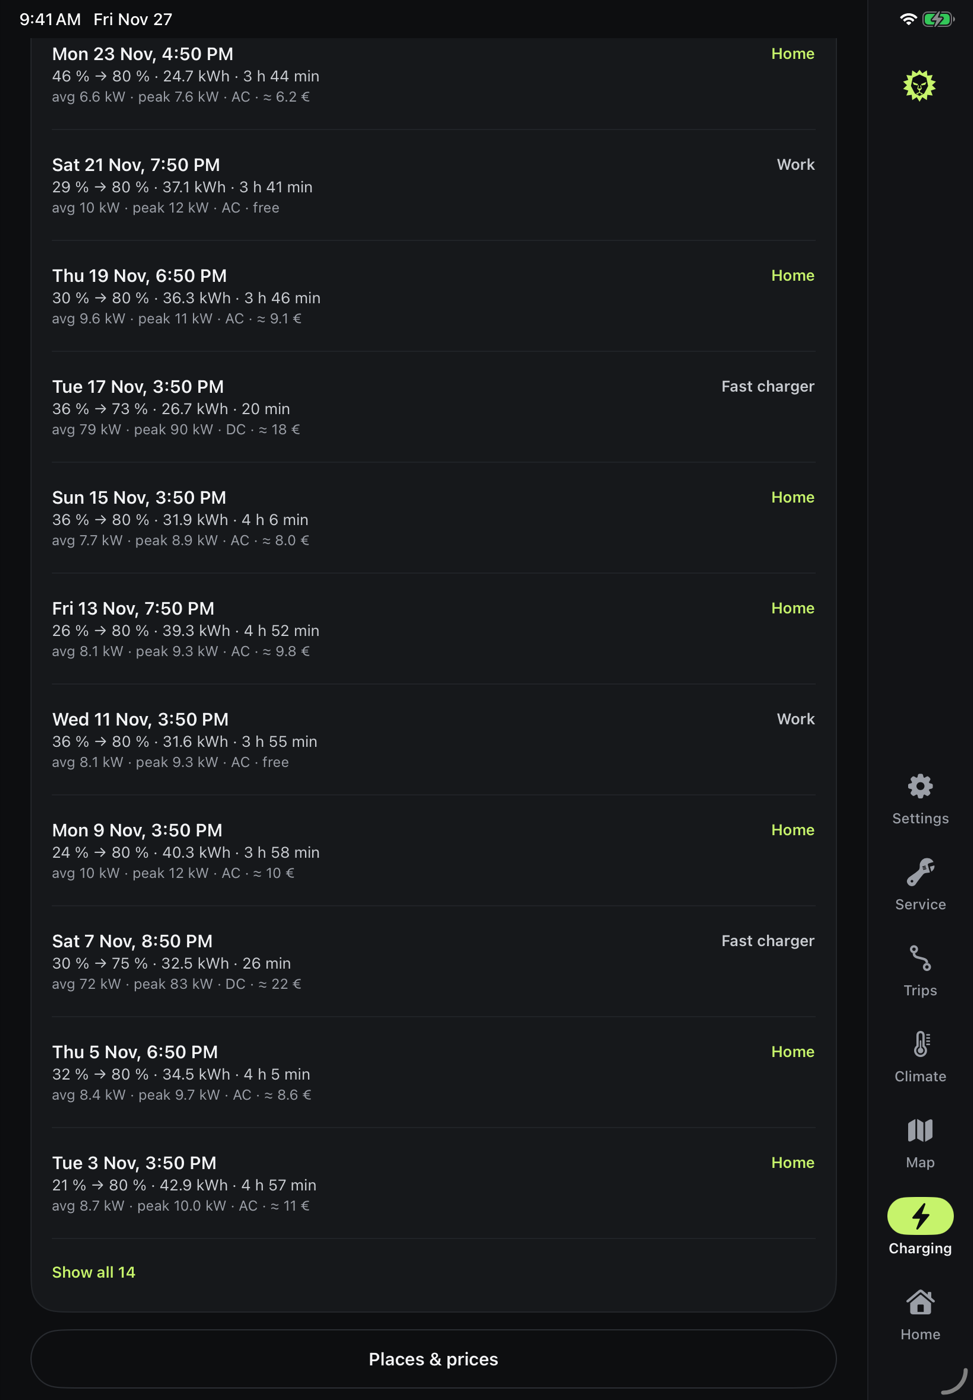 9:41 AM Fri Nov 27
Mon 23 Nov, 4:50 PM
Home
46 % → 80 % · 24.7 kWh · 3 h 44 min
avg 6.6 kW · peak 7.6 kW · AC · ≈ 6.2 €
Sat 21 Nov, 7:50 PM
Work
29 % → 80 % · 37.1 kWh · 3 h 41 min
avg 10 kW · peak 12 kW · AC · free
Thu 19 Nov, 6:50 PM
Home
30 % → 80 % · 36.3 kWh · 3 h 46 min
avg 9.6 kW · peak 11 kW · AC · ≈ 9.1 €
Tue 17 Nov, 3:50 PM
Fast charger
36 % → 73 % · 26.7 kWh · 20 min
avg 79 kW · peak 90 kW · DC · ≈ 18 €
Sun 15 Nov, 3:50 PM
Home
36 % → 80 % · 31.9 kWh · 4 h 6 min
avg 7.7 kW · peak 8.9 kW · AC · ≈ 8.0 €
Fri 13 Nov, 7:50 PM
Home
26 % → 80 % · 39.3 kWh · 4 h 52 min
avg 8.1 kW · peak 9.3 kW · AC · ≈ 9.8 €
Wed 11 Nov, 3:50 PM
Work
36 % → 80 % · 31.6 kWh · 3 h 55 min
avg 8.1 kW · peak 9.3 kW · AC · free
Mon 9 Nov, 3:50 PM
Home
24 % → 80 % · 40.3 kWh · 3 h 58 min
avg 10 kW · peak 12 kW · AC · ≈ 10 €
Sat 7 Nov, 8:50 PM
Fast charger
30 % → 75 % · 32.5 kWh · 26 min
avg 72 kW · peak 83 kW · DC · ≈ 22 €
Thu 5 Nov, 6:50 PM
Home
32 % → 80 % · 34.5 kWh · 4 h 5 min
avg 8.4 kW · peak 9.7 kW · AC · ≈ 8.6 €
Tue 3 Nov, 3:50 PM
Home
21 % → 80 % · 42.9 kWh · 4 h 57 min
avg 8.7 kW · peak 10.0 kW · AC · ≈ 11 €
Show all 14
Places & prices
Settings
Service
Trips
Climate
Map
Charging
Home